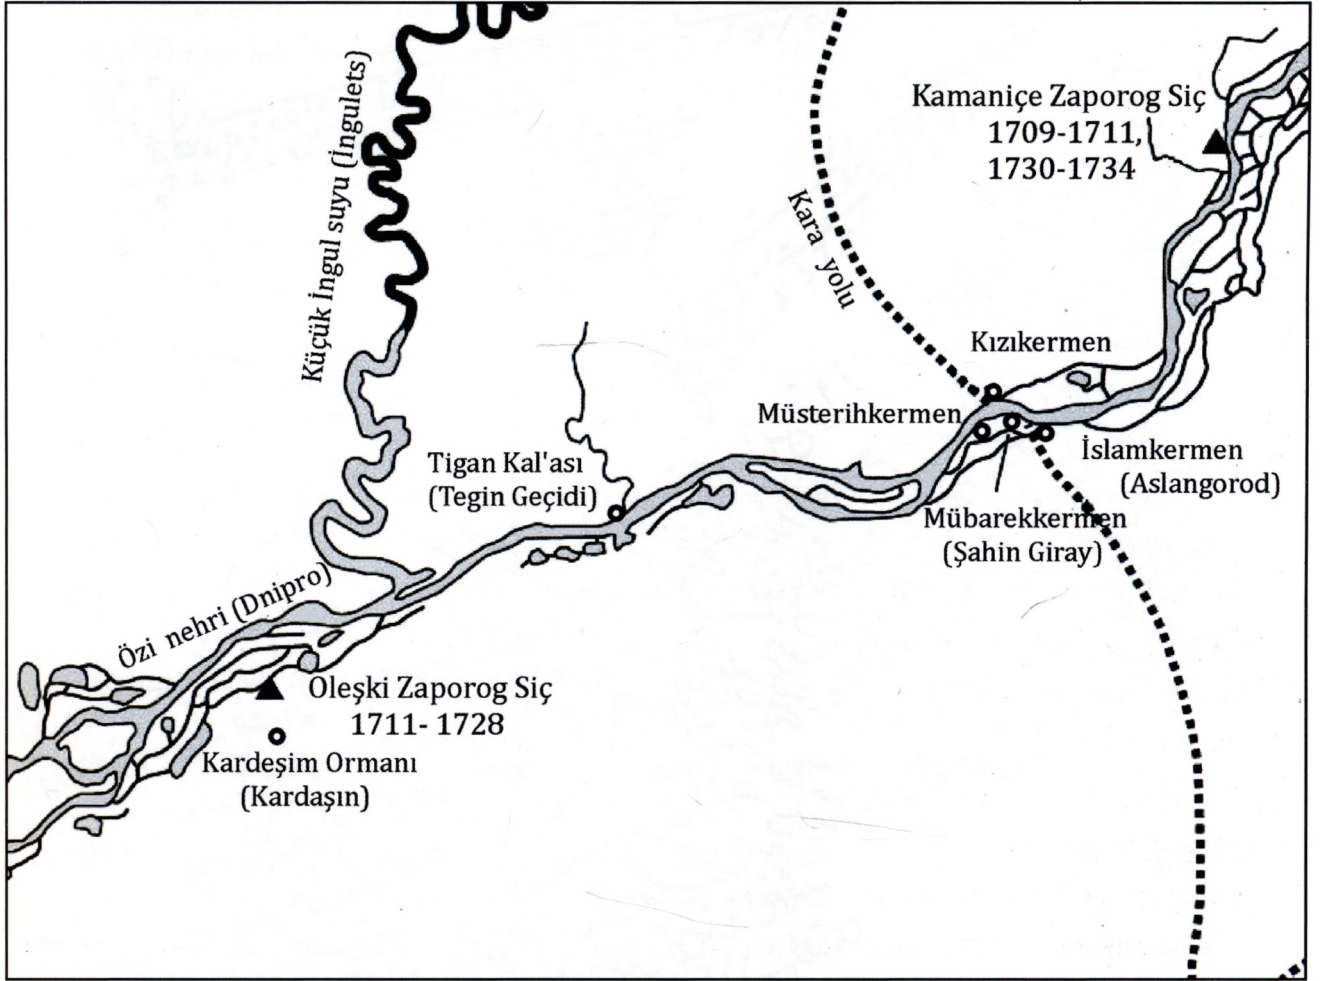 Küçük İngul suyu (İngulets)
Kamaniçe Zaporog Siç
1709-1711,
1730-1734
Kara yolu
Kızıkermen
Müsterihkermen
İslamkermen
(Aslangorod)
Tigan Kal'ası
(Tegin Geçidi)
Mübarekkermen
(Şahin Giray)
Özi nehri (Dnipro)
Oleşki Zaporog Siç
1711- 1728
Kardeşim Ormanı
(Kardaşın)